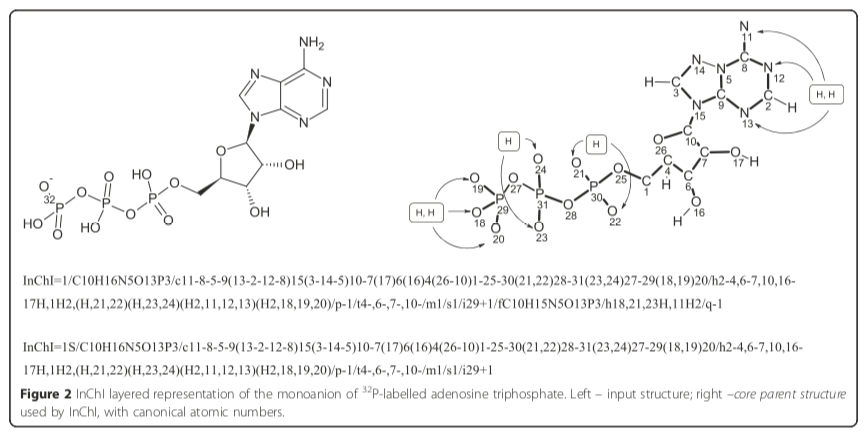 NH₂
N
N
N
N
O
OH
OH
HO
O
P
O
O
P
HO
O
O⁻
32
P
O
HO
O
N
11
N
14
N
5
C
8
N
12
H
C
3
C
9
C
2
H
N
15
N
13
H, H
O
26
C
10
C
7
O
17
H
C
4
H
C
6
O
16
H
C
1
O
25
H
O
21
P
30
O
22
O
28
H
O
24
P
31
O
23
O
27
O
19
P
29
O
18
O
20
H, H
InChI=1/C10H16N5O13P3/c11-8-5-9(13-2-12-8)15(3-14-5)10-7(17)6(16)4(26-10)1-25-30(21,22)28-31(23,24)27-29(18,19)20/h2-4,6-7,10,16-
17H,1H2,(H,21,22)(H,23,24)(H2,11,12,13)(H2,18,19,20)/p-1/t4-,6-,7-,10-/m1/s1/i29+1/fC10H15N5O13P3/h18,21,23H,11H2/q-1
InChI=1S/C10H16N5O13P3/c11-8-5-9(13-2-12-8)15(3-14-5)10-7(17)6(16)4(26-10)1-25-30(21,22)28-31(23,24)27-29(18,19)20/h2-4,6-7,10,16-
17H,1H2,(H,21,22)(H,23,24)(H2,11,12,13)(H2,18,19,20)/p-1/t4-,6-,7-,10-/m1/s1/i29+1
Figure 2 InChI layered representation of the monoanion of ³²P-labelled adenosine triphosphate. Left – input structure; right –core parent structure
used by InChI, with canonical atomic numbers.